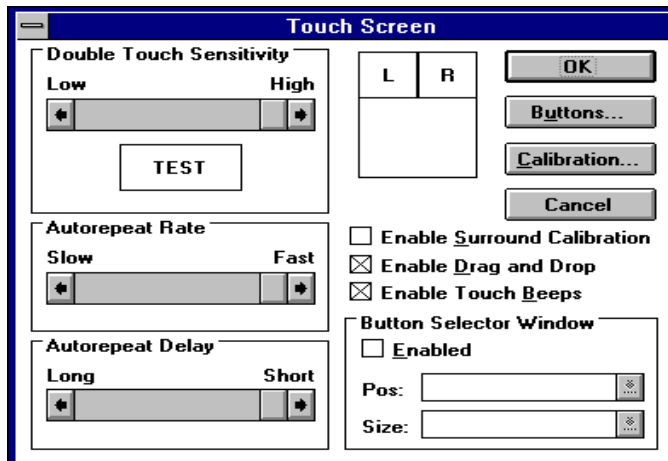 Touch Screen
Double Touch Sensitivity
Low High
TEST
L R
OK
Buttons...
Calibration...
Cancel
Autorepeat Rate
Slow Fast
Enable Surround Calibration
Enable Drag and Drop
Enable Touch Beeps
Autorepeat Delay
Long Short
Button Selector Window
Enabled
Pos:
Size: